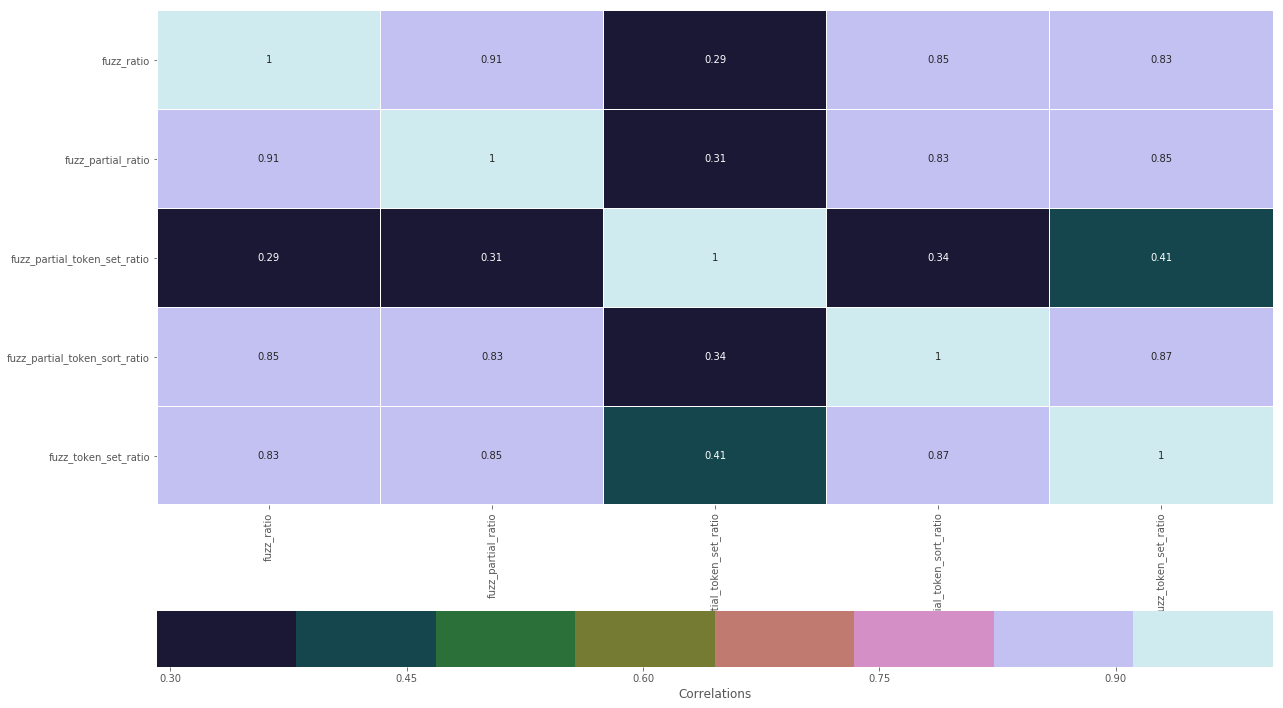 fuzz_ratio 1 0.91 0.29 0.85 0.83
fuzz_partial_ratio 0.91 1 0.31 0.83 0.85
fuzz_partial_token_set_ratio 0.29 0.31 1 0.34 0.41
fuzz_partial_token_sort_ratio 0.85 0.83 0.34 1 0.87
fuzz_token_set_ratio 0.83 0.85 0.41 0.87 1
fuzz_ratio
fuzz_partial_ratio
tial_token_set_ratio
ial_token_sort_ratio
uzz_token_set_ratio
0.30 0.45 0.60 0.75 0.90
Correlations